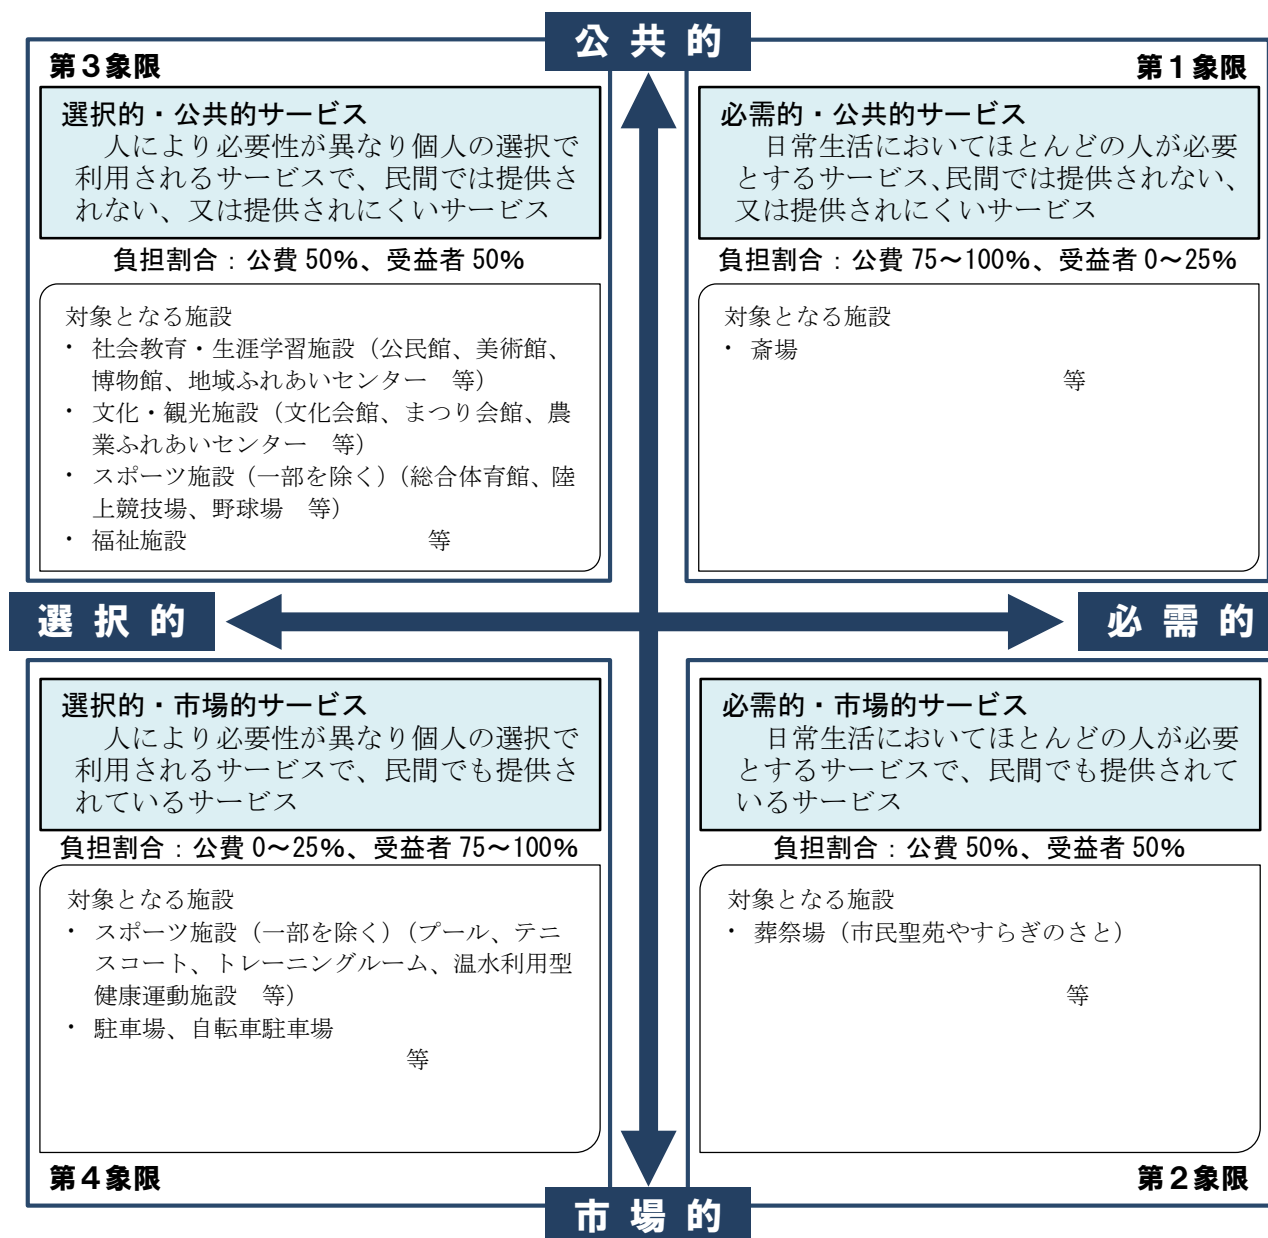 公共的
第３象限
選択的・公共的サービス
人により必要性が異なり個人の選択で
利用されるサービスで、民間では提供さ
れない、又は提供されにくいサービス
負担割合：公費 50％、受益者 50％
対象となる施設
・ 社会教育・生涯学習施設（公民館、美術館、
博物館、地域ふれあいセンター　等）
・ 文化・観光施設（文化会館、まつり会館、農
業ふれあいセンター　等）
・ スポーツ施設（一部を除く）（総合体育館、陸
上競技場、野球場　等）
・ 福祉施設　　　　　　　　　　等
第１象限
必需的・公共的サービス
日常生活においてほとんどの人が必要
とするサービス、民間では提供されない、
又は提供されにくいサービス
負担割合：公費 75～100％、受益者 0～25％
対象となる施設
・ 斎場
等
選択的
必需的
選択的・市場的サービス
人により必要性が異なり個人の選択で
利用されるサービスで、民間でも提供さ
れているサービス
負担割合：公費 0～25％、受益者 75～100％
対象となる施設
・ スポーツ施設（一部を除く）（プール、テニ
スコート、トレーニングルーム、温水利用型
健康運動施設　等）
・ 駐車場、自転車駐車場
等
第４象限
必需的・市場的サービス
日常生活においてほとんどの人が必要
とするサービスで、民間でも提供されて
いるサービス
負担割合：公費 50％、受益者 50％
対象となる施設
・ 葬祭場（市民聖苑やすらぎのさと）
等
第２象限
市場的